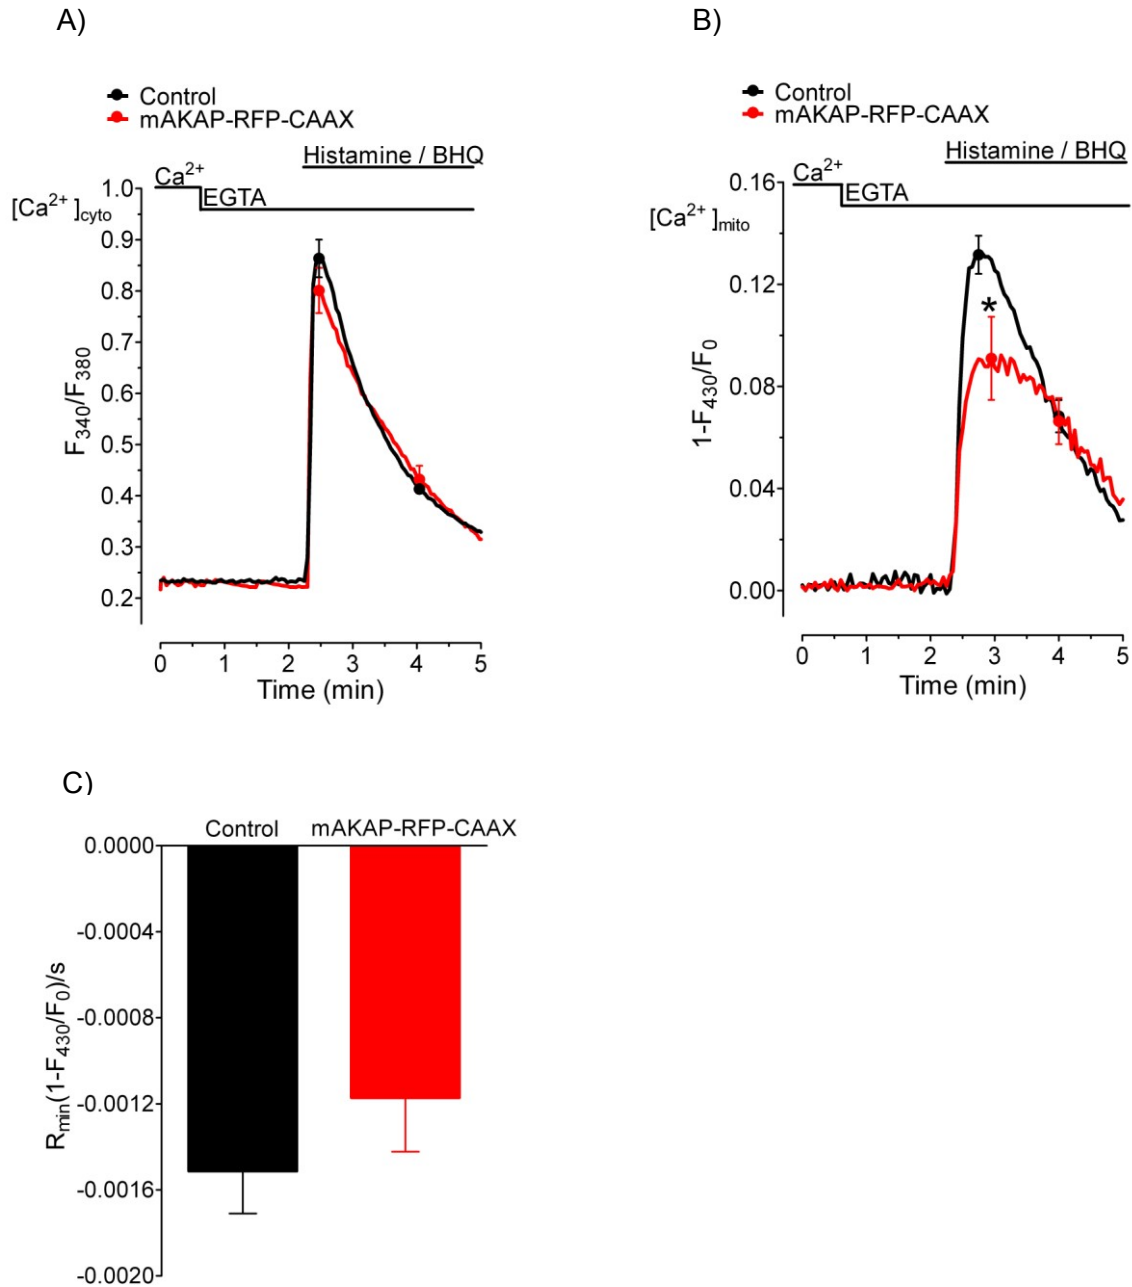 A)
Control
mAKAP-RFP-CAAX
Histamine / BHQ
Ca²⁺
EGTA
[Ca²⁺]cyto
1.0
0.9
0.8
0.7
0.6
0.5
0.4
0.3
0.2
F₃₄₀/F₃₈₀
0 1 2 3 4 5
Time (min)
B)
Control
mAKAP-RFP-CAAX
Histamine / BHQ
Ca²⁺
EGTA
[Ca²⁺]mito
0.16
0.12
0.08
0.04
0.00
1-F₄₃₀/F₀
*
0 1 2 3 4 5
Time (min)
C)
Control mAKAP-RFP-CAAX
0.0000
-0.0004
-0.0008
-0.0012
-0.0016
-0.0020
Rmin(1-F₄₃₀/F₀)/s